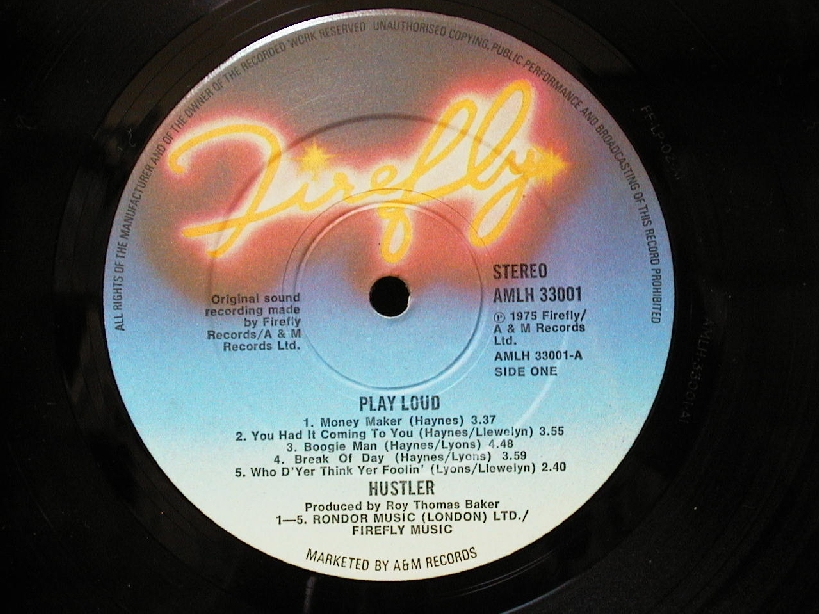 ALL RIGHTS OF THE MANUFACTURER AND OF THE OWNER OF THE RECORDED WORK RESERVED UNAUTHORISED COPYING, PUBLIC PERFORMANCE AND BROADCASTING OF THIS RECORD PROHIBITED
Firefly
Original sound
recording made
by Firefly
Records/A & M
Records Ltd.
STEREO
AMLH 33001
Ⓟ 1975 Firefly/
A & M Records
Ltd.
AMLH 33001-A
SIDE ONE
PLAY LOUD
1. Money Maker (Haynes) 3.37
2. You Had It Coming To You (Haynes/Llewelyn) 3.55
3. Boogie Man (Haynes/Lyons) 4.48
4. Break Of Day (Haynes/Lyons) 3.59
5. Who D'Yer Think Yer Foolin' (Lyons/Llewelyn) 2.40
HUSTLER
Produced by Roy Thomas Baker
1—5. RONDOR MUSIC (LONDON) LTD./
FIREFLY MUSIC
MARKETED BY A&M RECORDS